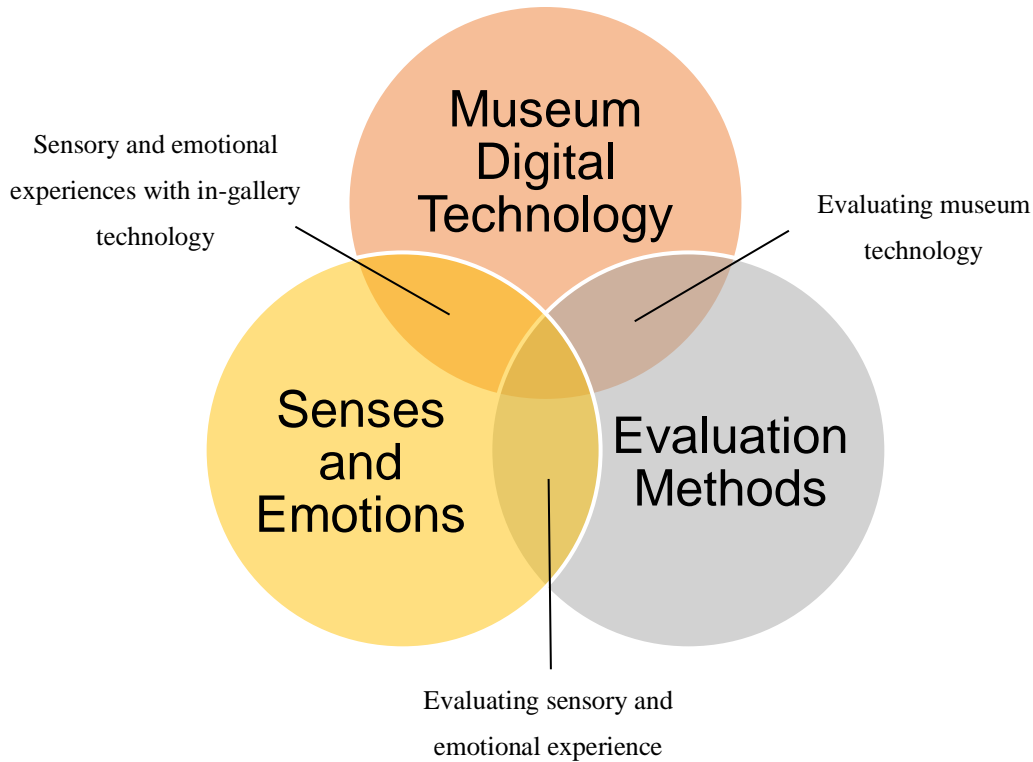 Museum
Digital
Technology
Sensory and emotional
experiences with in-gallery
technology
Evaluating museum
technology
Senses
and
Emotions
Evaluation
Methods
Evaluating sensory and
emotional experience